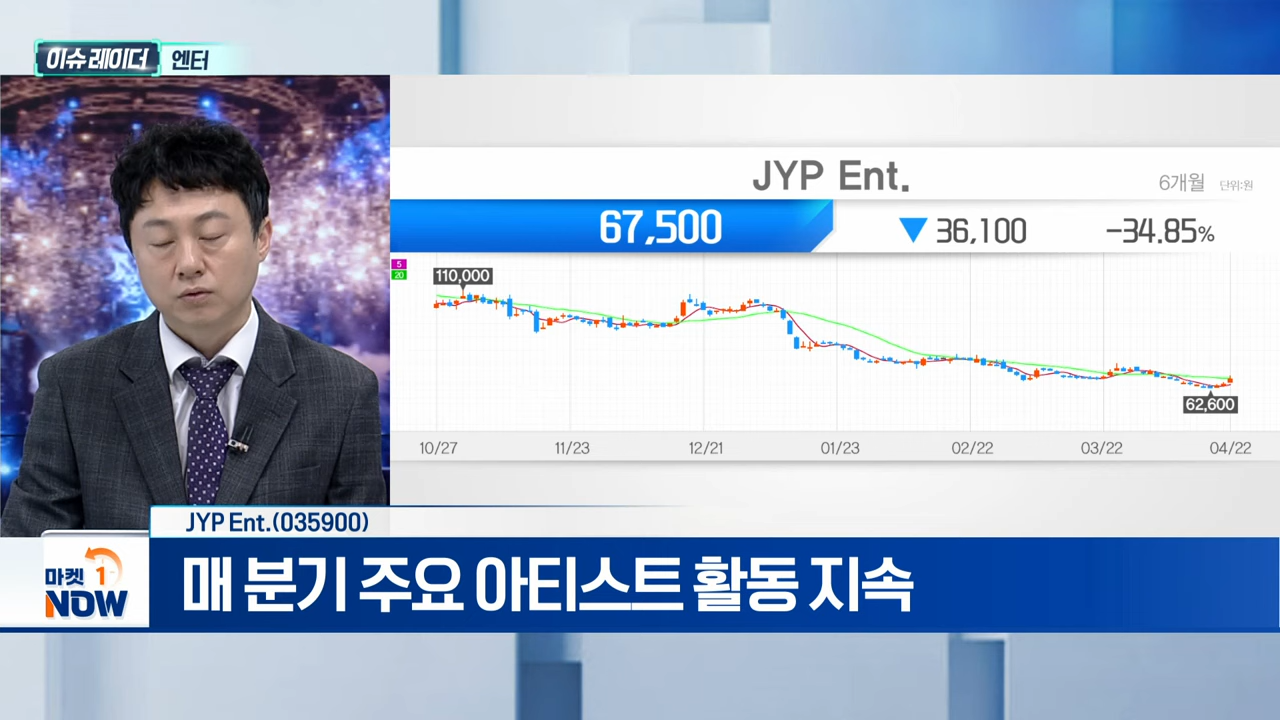 이슈 레이더 엔터
JYP Ent.
6개월 단위:원
67,500 ▼ 36,100 -34.85%
5
20
110,000
62,600
10/27 11/23 12/21 01/23 02/22 03/22 04/22
JYP Ent.(035900)
마켓 1
NOW
매 분기 주요 아티스트 활동 지속